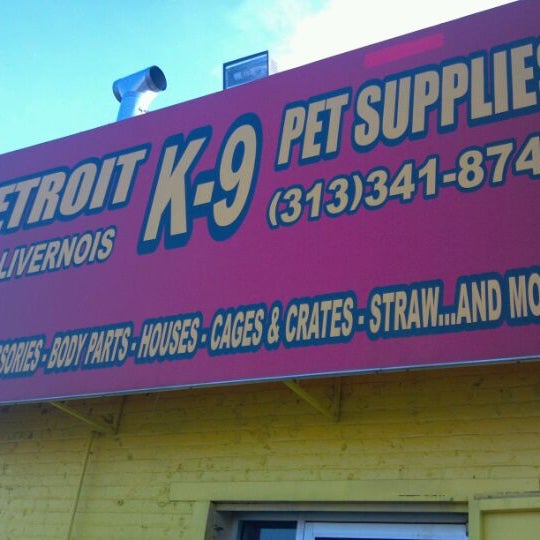 ETROIT K-9 PET SUPPLIES
LIVERNOIS (313)341-874
SORIES - BODY PARTS - HOUSES - CAGES & CRATES - STRAW...AND MO